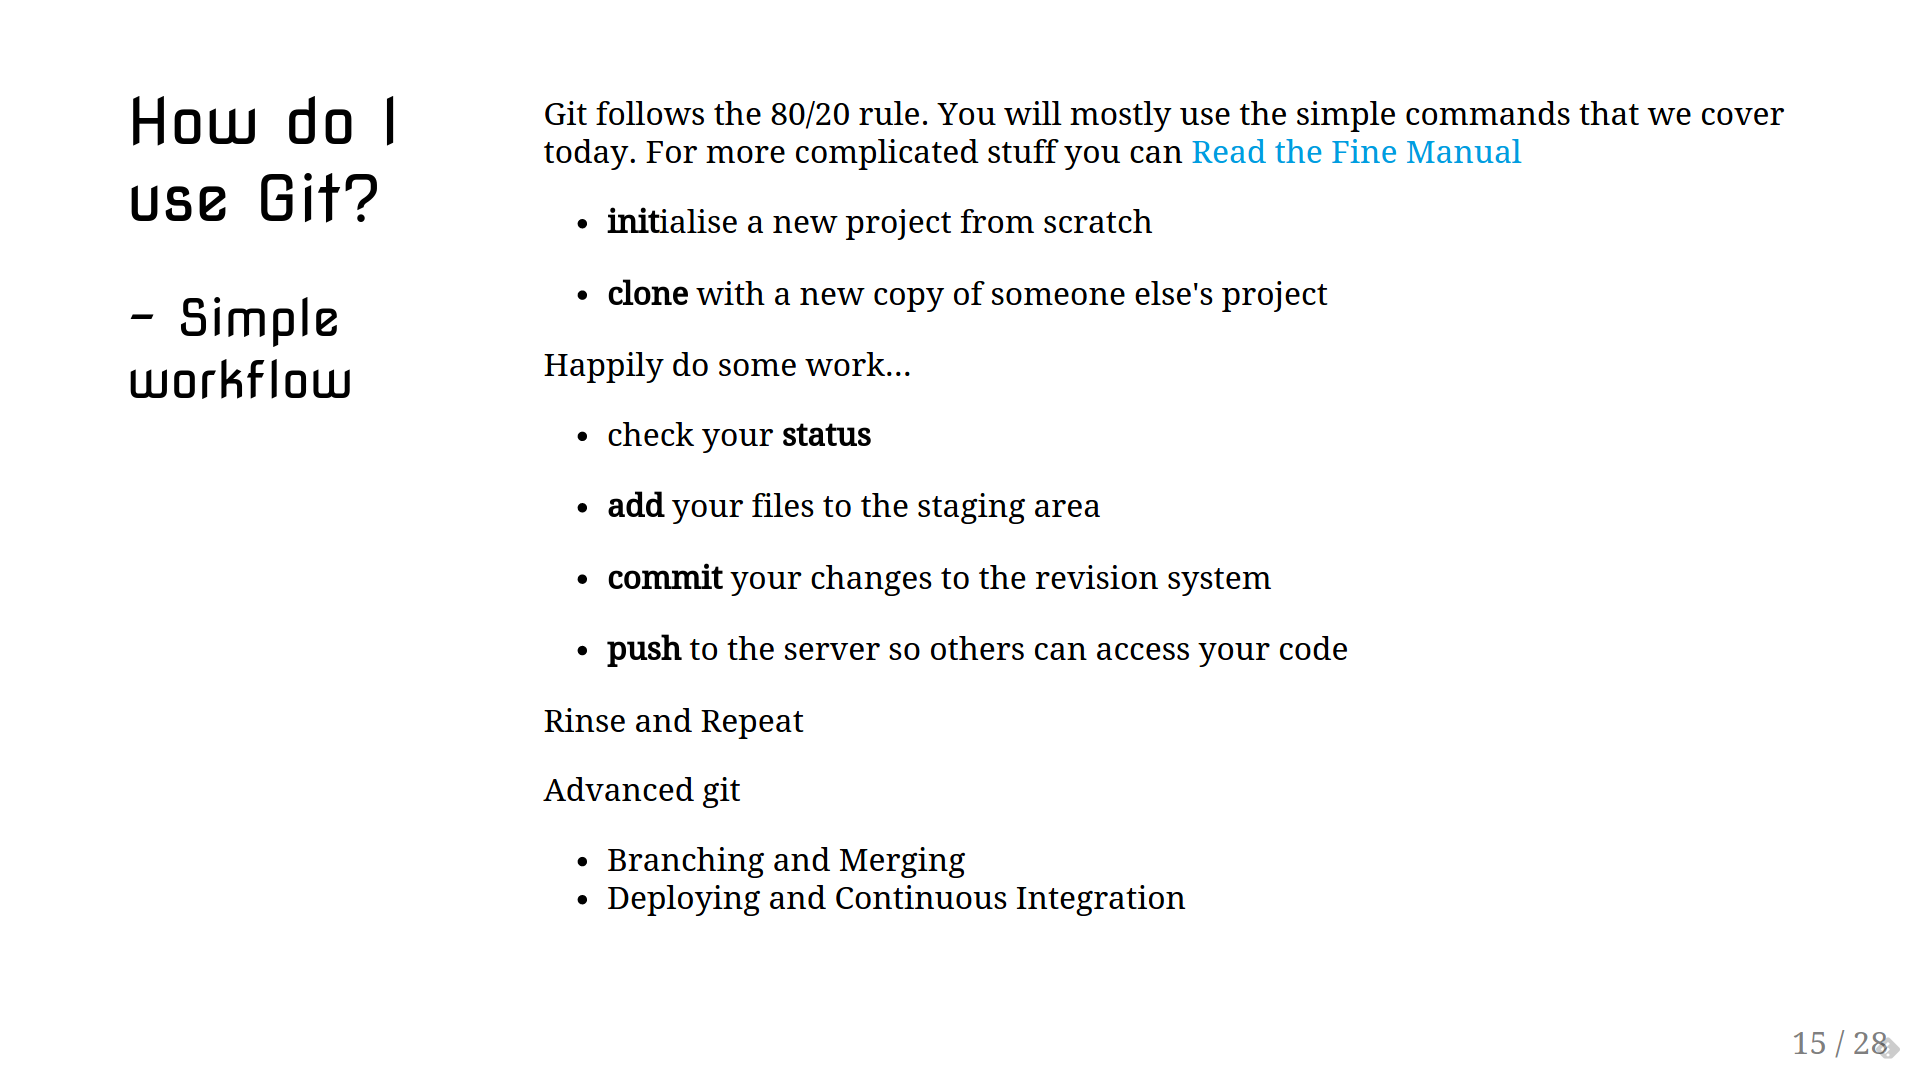 How do I
use Git?
- Simple
workflow
Git follows the 80/20 rule. You will mostly use the simple commands that we cover
today. For more complicated stuff you can Read the Fine Manual
• initialise a new project from scratch
• clone with a new copy of someone else's project
Happily do some work...
• check your status
• add your files to the staging area
• commit your changes to the revision system
• push to the server so others can access your code
Rinse and Repeat
Advanced git
• Branching and Merging
• Deploying and Continuous Integration
15 / 28